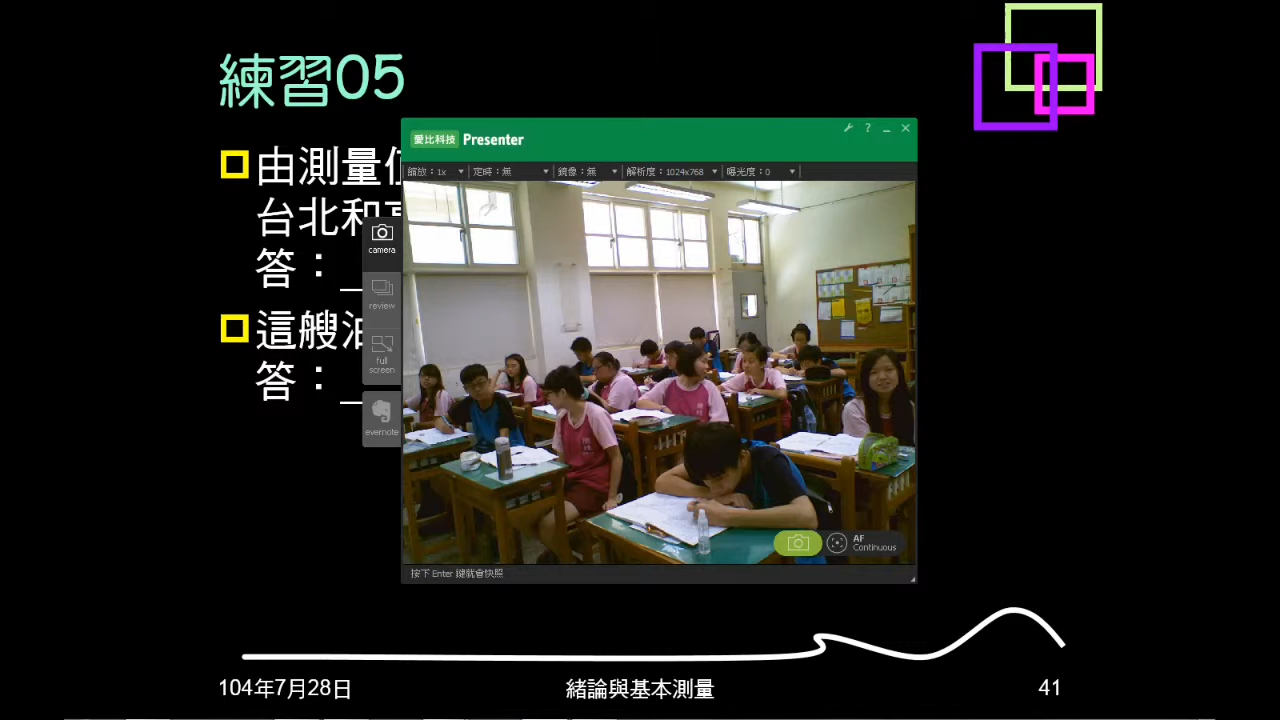 練習05
由測量
台北和
答：_
這艘
答：_
愛比科技 Presenter
縮放：1x 定時：無 鏡像：無 解析度：1024x768 曝光度：0
camera
review
full
screen
evernote
AF
Continuous
按下 Enter 鍵就會快照
104年7月28日 緒論與基本測量 41